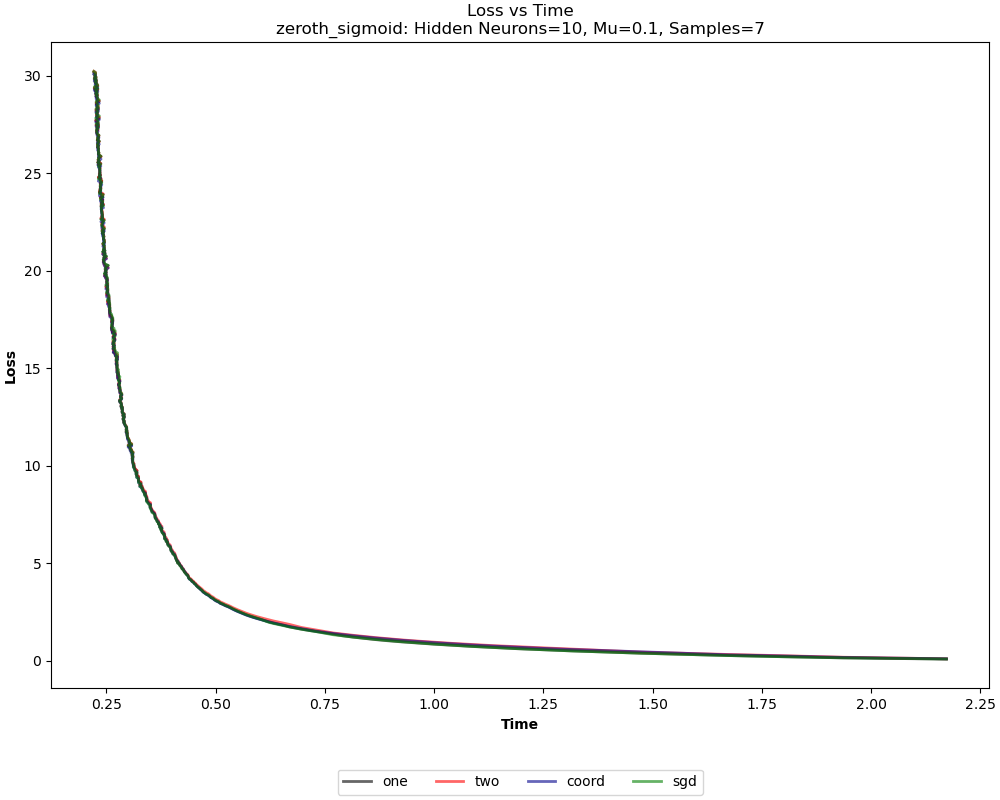 Loss vs Time
zeroth_sigmoid: Hidden Neurons=10, Mu=0.1, Samples=7
30
25
20
15
10
5
0
Loss
0.25 0.50 0.75 1.00 1.25 1.50 1.75 2.00 2.25
Time
one two coord sgd